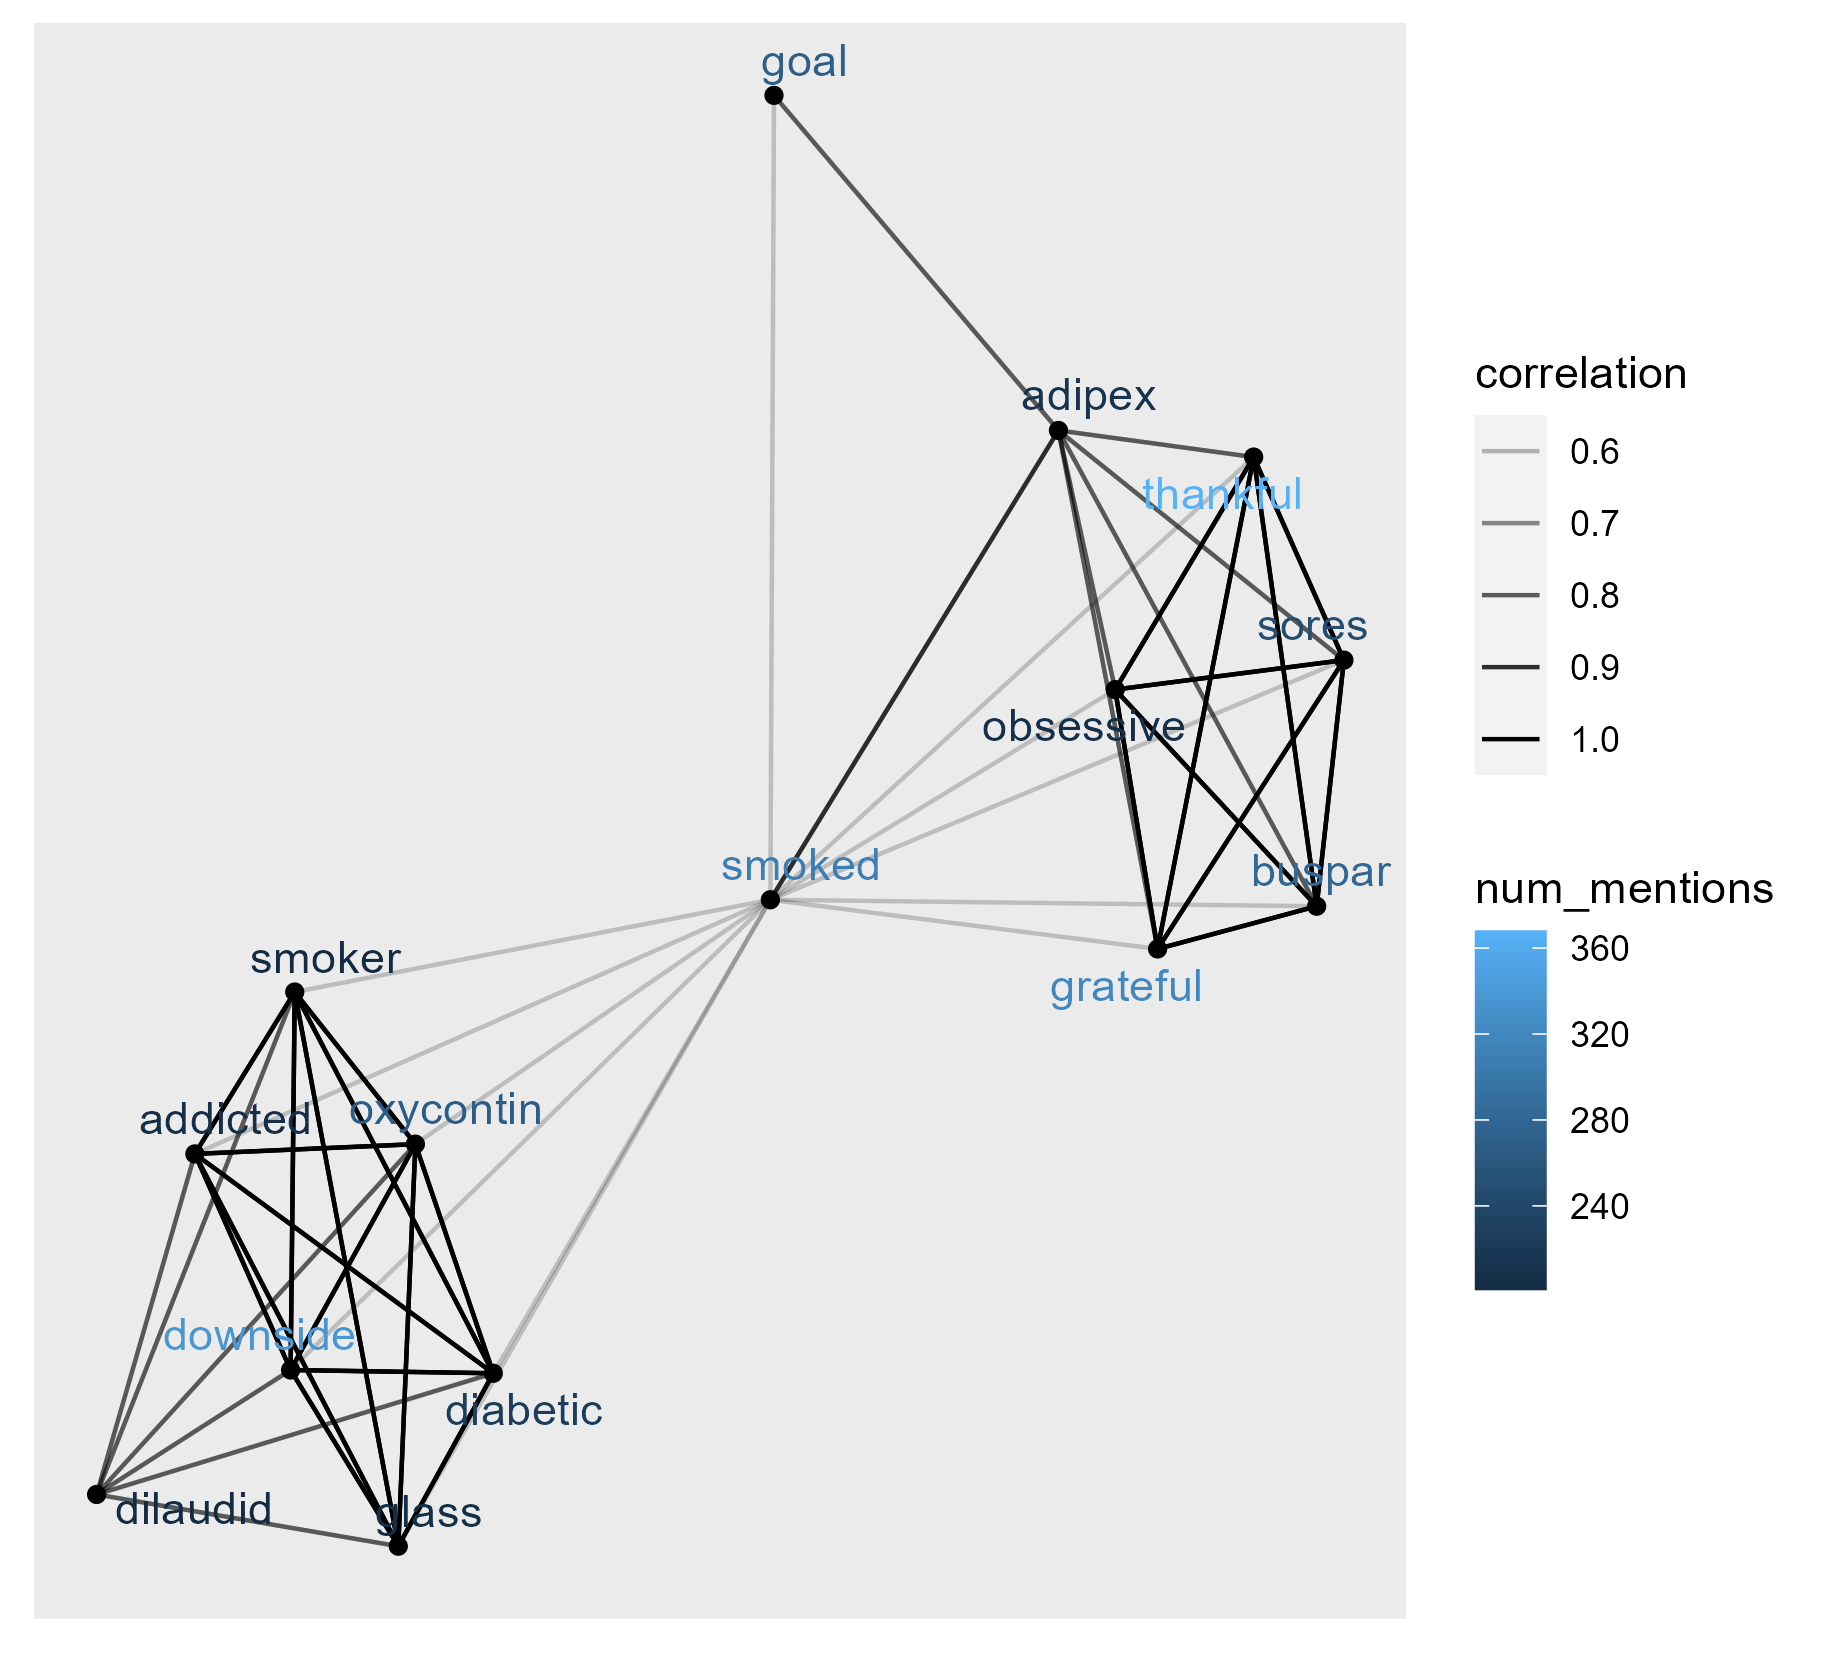 goal
adipex
thankful
sores
obsessive
smoked
buspar
grateful
smoker
addicted
oxycontin
downside
diabetic
dilaudid
glass
correlation
0.6
0.7
0.8
0.9
1.0
num_mentions
360
320
280
240